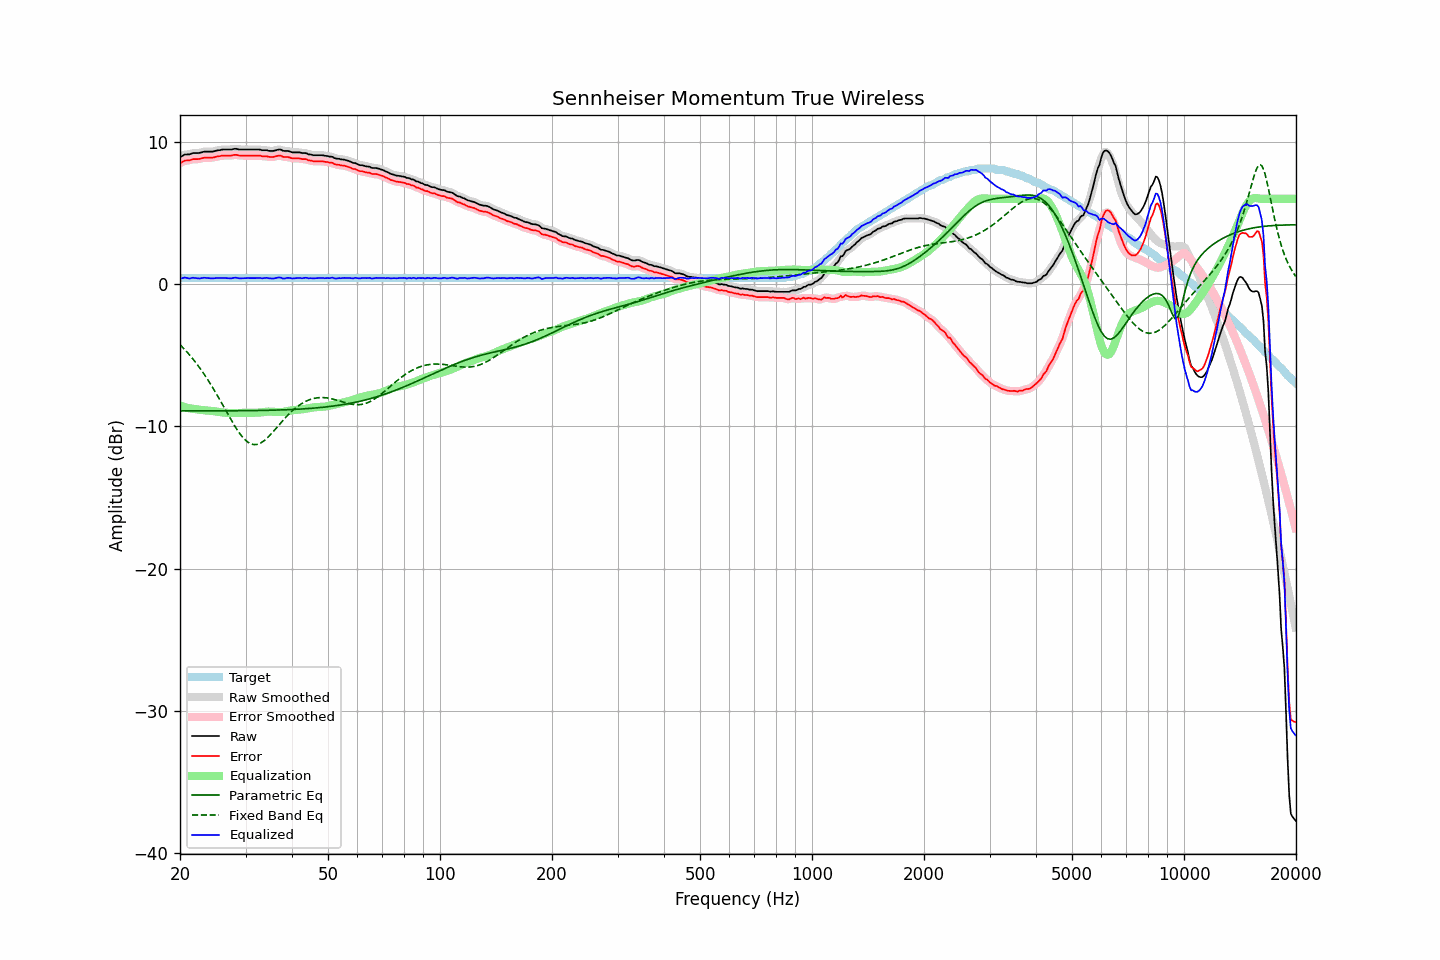 Sennheiser Momentum True Wireless
10
0
−10
−20
−30
−40
Amplitude (dBr)
Target
Raw Smoothed
Error Smoothed
Raw
Error
Equalization
Parametric Eq
Fixed Band Eq
Equalized
20 50 100 200 500 1000 2000 5000 10000 20000
Frequency (Hz)